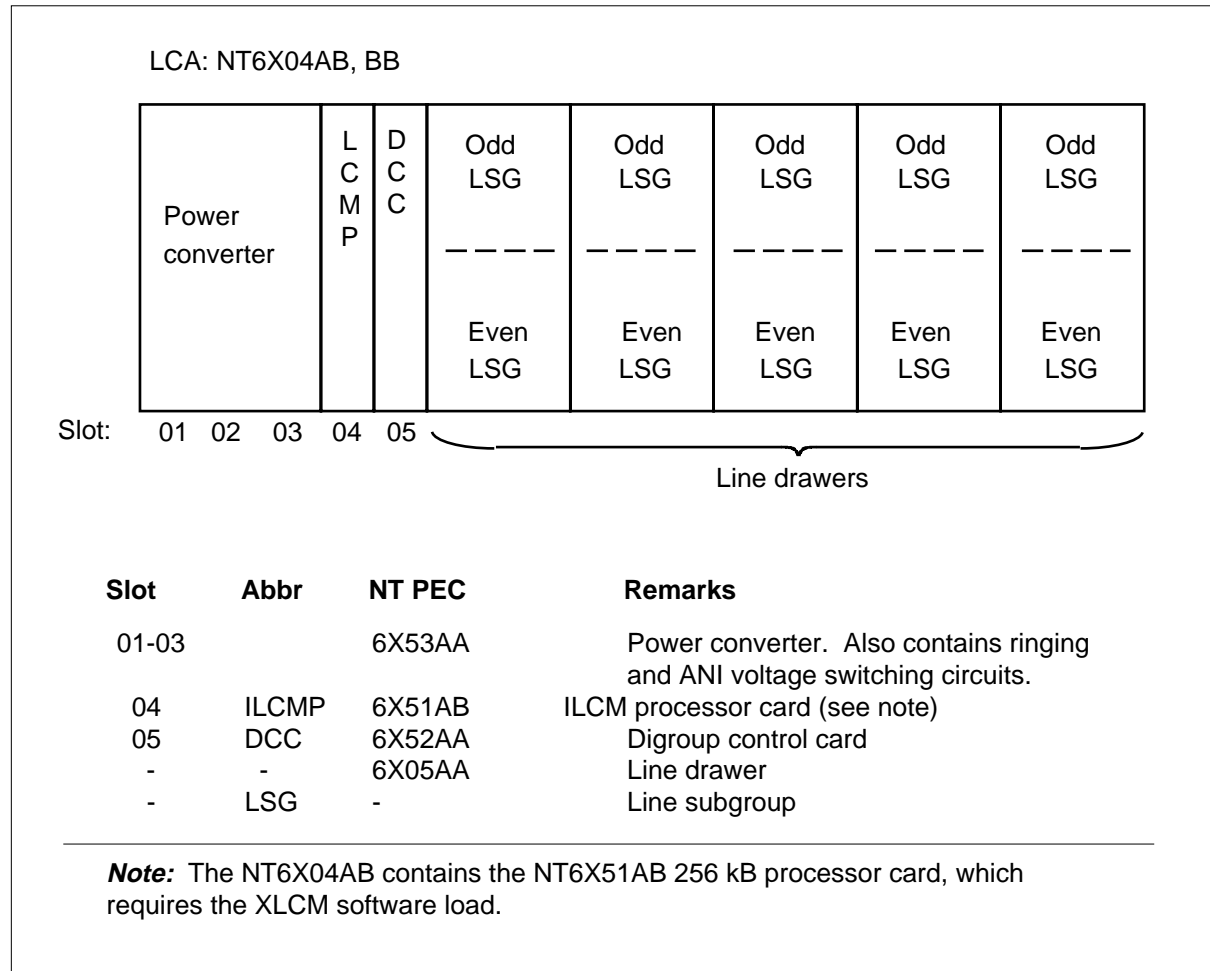 LCA: NT6X04AB, BB
Power
converter
L
C
M
P
D
C
C
Odd
LSG
Odd
LSG
Odd
LSG
Odd
LSG
Odd
LSG
Even
LSG
Even
LSG
Even
LSG
Even
LSG
Even
LSG
Slot: 01 02 03 04 05
Line drawers
Slot Abbr NT PEC Remarks
01-03 6X53AA Power converter. Also contains ringing
and ANI voltage switching circuits.
04 ILCMP 6X51AB ILCM processor card (see note)
05 DCC 6X52AA Digroup control card
- - 6X05AA Line drawer
- LSG - Line subgroup
Note: The NT6X04AB contains the NT6X51AB 256 kB processor card, which
requires the XLCM software load.